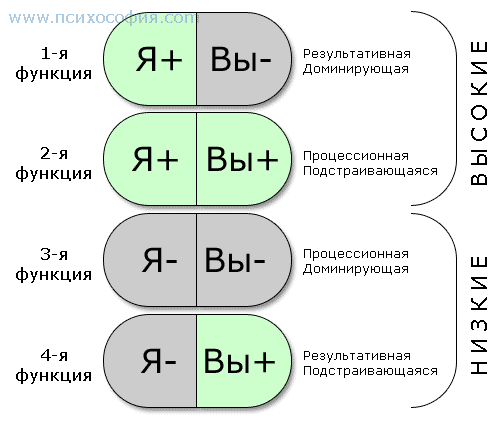 www.психософия.com
1-я
функция
Я+ Вы-
Результативная
Доминирующая
2-я
функция
Я+ Вы+
Процессионная
Подстраивающаяся
ВЫСОКИЕ
3-я
функция
Я- Вы-
Процессионная
Доминирующая
4-я
функция
Я- Вы+
Результативная
Подстраивающаяся
НИЗКИЕ